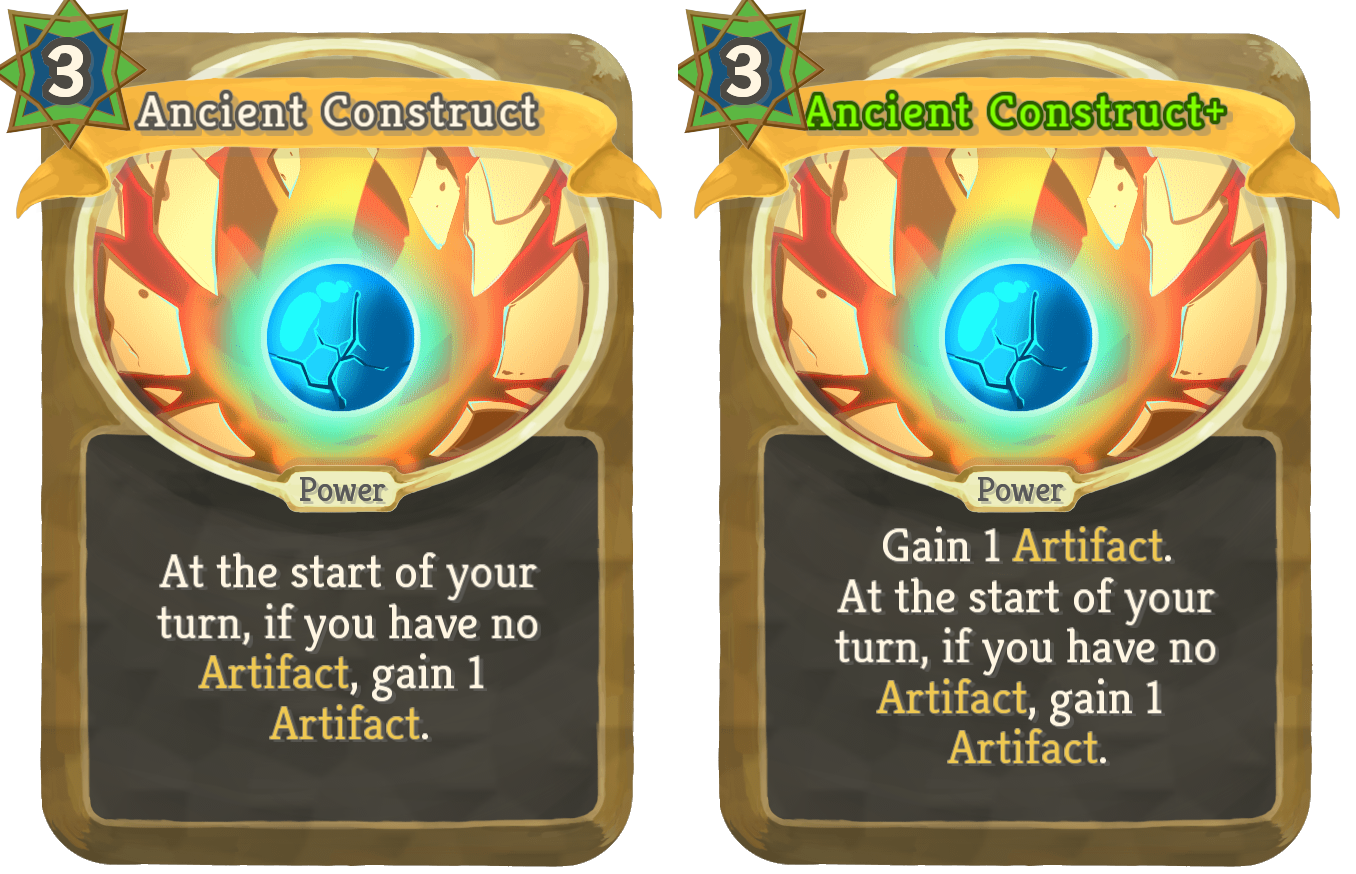 3
Ancient Construct
Power
At the start of your
turn, if you have no
Artifact, gain 1
Artifact.
3
Ancient Construct+
Power
Gain 1 Artifact.
At the start of your
turn, if you have no
Artifact, gain 1
Artifact.